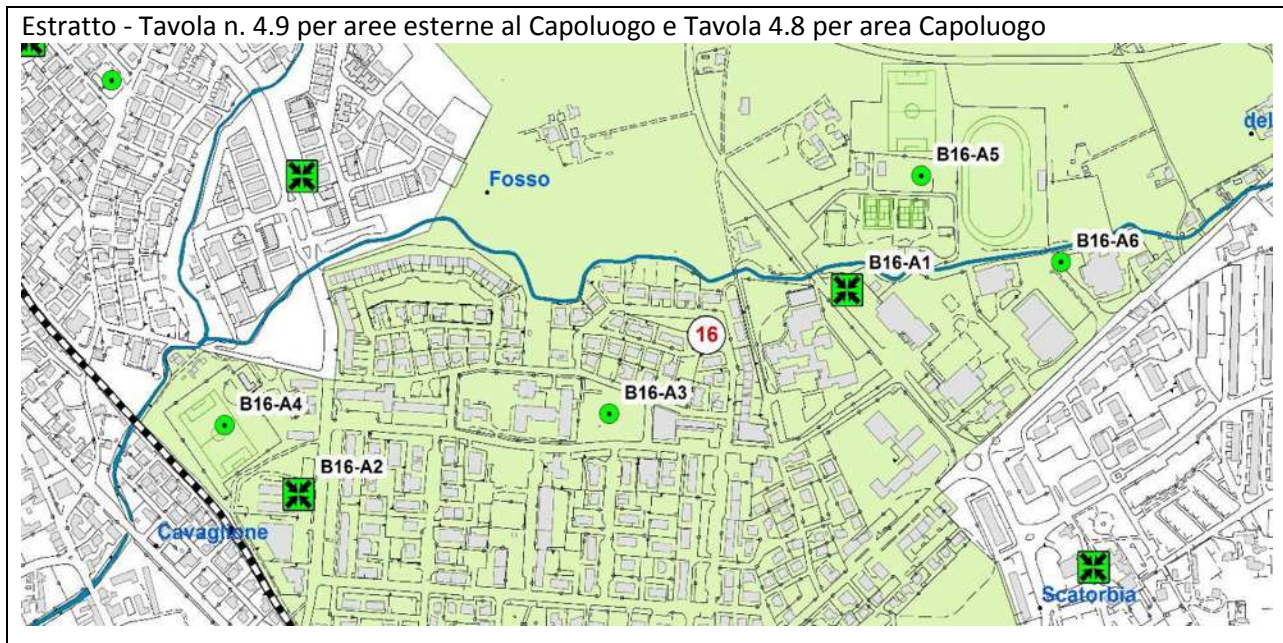 Estratto - Tavola n. 4.9 per aree esterne al Capoluogo e Tavola 4.8 per area Capoluogo
del
B16-A5
Fosso
B16-A6
B16-A1
16
B16-A3
B16-A4
B16-A2
Cavaglione
Scatorbia